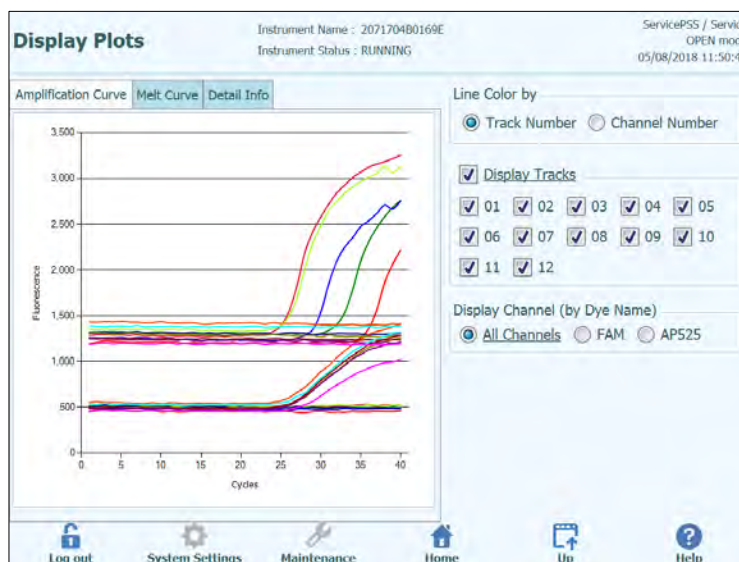 Display Plots
Instrument Name : 2071704B0169E
Instrument Status : RUNNING
ServicePSS / Servic
OPEN mod
05/08/2018 11:50:4
Amplification Curve
Melt Curve
Detail Info
3,500
3,000
2,500
2,000
1,500
1,000
500
0
Fluorescence
0 5 10 15 20 25 30 35 40
Cycles
Line Color by
Track Number
Channel Number
Display Tracks
01 02 03 04 05
06 07 08 09 10
11 12
Display Channel (by Dye Name)
All Channels
FAM
AP525
Log out
System Settings
Maintenance
Home
Up
Help